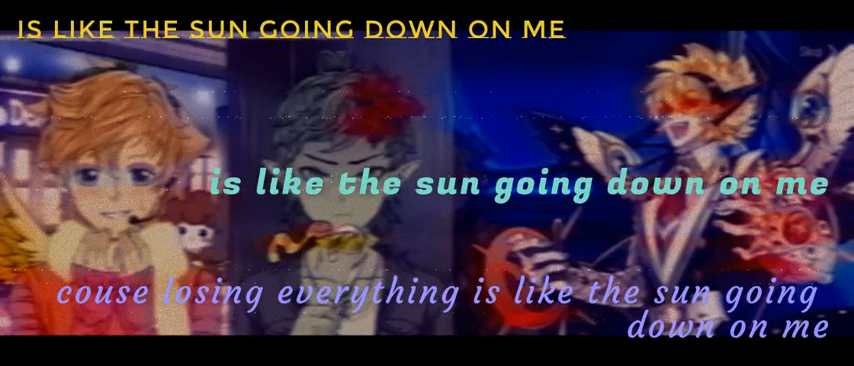 IS LIKE THE SUN GOING DOWN ON ME
is like the sun going down on me
couse losing everything is like the sun going
down on me